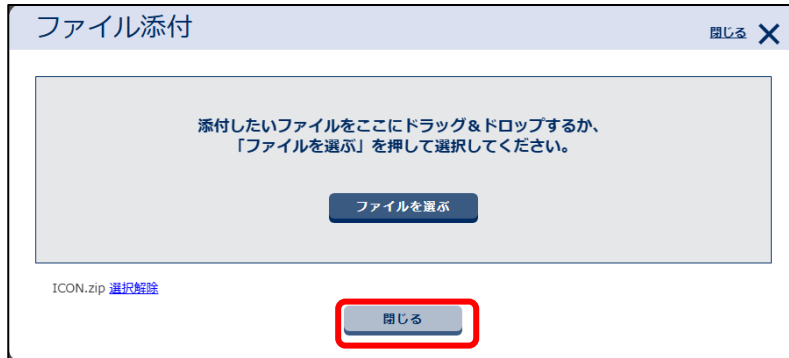 ファイル添付
閉じる
添付したいファイルをここにドラッグ&ドロップするか、
「ファイルを選ぶ」を押して選択してください。
ファイルを選ぶ
ICON.zip 選択解除
閉じる